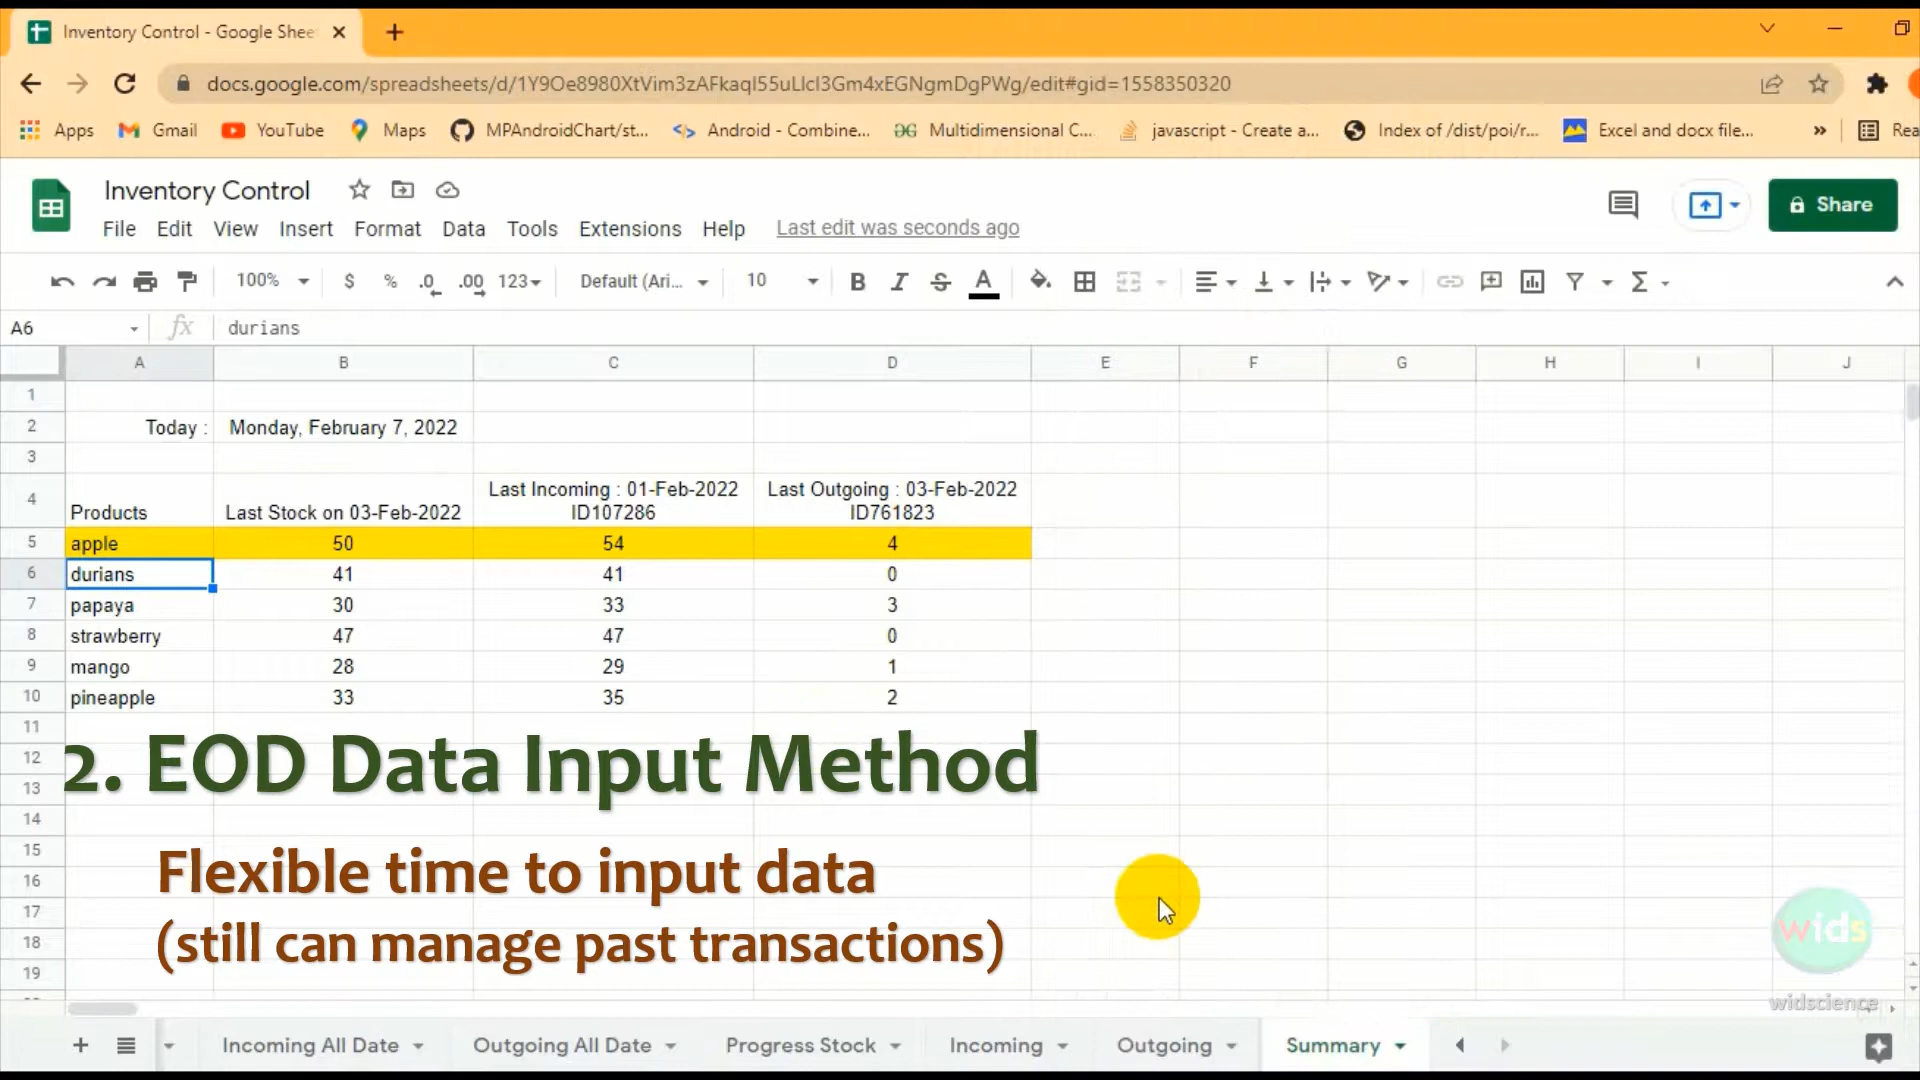 Inventory Control - Google Shee
docs.google.com/spreadsheets/d/1Y9Oe8980XtVim3zAFkaqI55uLIcI3Gm4xEGNgmDgPWg/edit#gid=1558350320
Apps Gmail YouTube Maps MPAndroidChart/st... Android - Combine... Multidimensional C... javascript - Create a... Index of /dist/poi/r... Excel and docx file... » Rea
Inventory Control
File Edit View Insert Format Data Tools Extensions Help Last edit was seconds ago Share
100% $ % .0 .00 123 Default (Ari... 10 B I S A Σ
A6 fx durians
A B C D E F G H I J
1
2 Today : Monday, February 7, 2022
3
4 Products Last Stock on 03-Feb-2022 Last Incoming : 01-Feb-2022 ID107286 Last Outgoing : 03-Feb-2022 ID761823
5 apple 50 54 4
6 durians 41 41 0
7 papaya 30 33 3
8 strawberry 47 47 0
9 mango 28 29 1
10 pineapple 33 35 2
11
12
13
14
15
16
17
18
19
2. EOD Data Input Method
Flexible time to input data
(still can manage past transactions)
wids
widscience
+ Incoming All Date Outgoing All Date Progress Stock Incoming Outgoing Summary